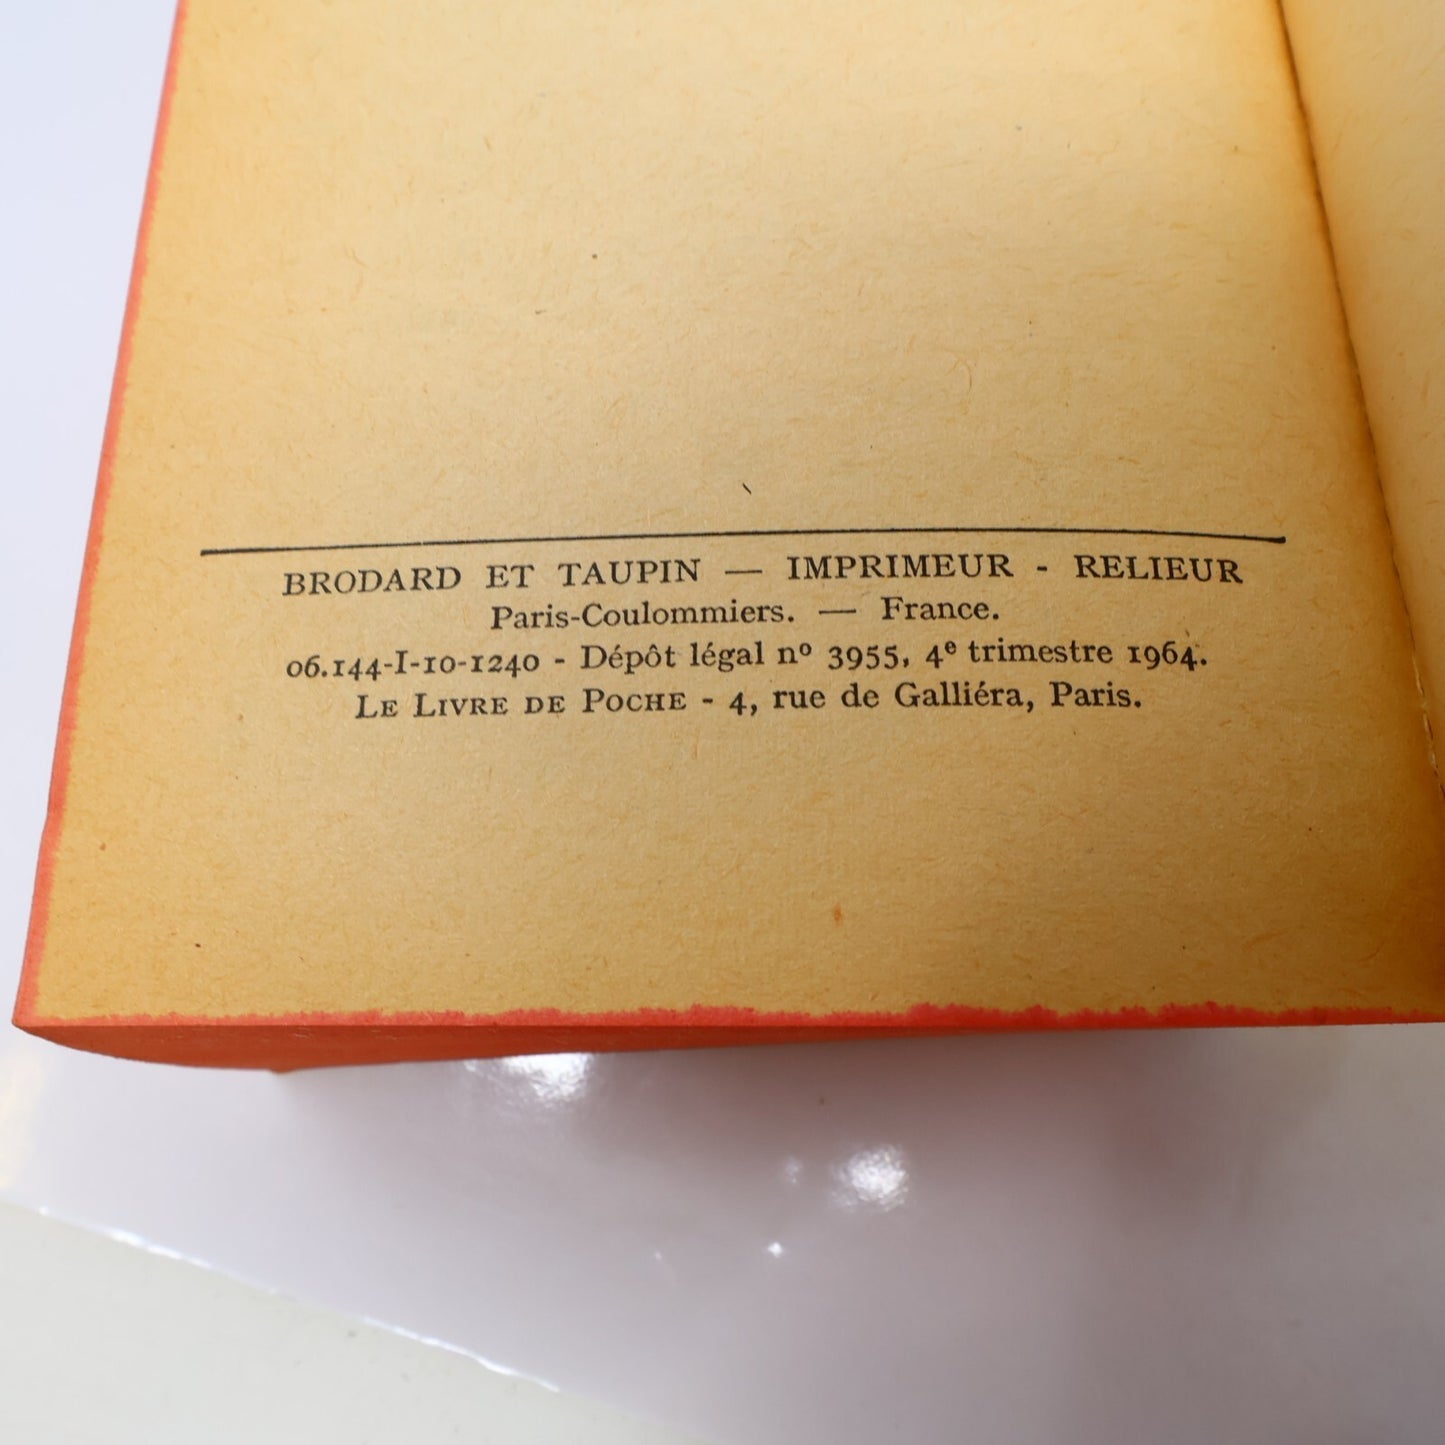 BRODARD ET TAUPIN — IMPRIMEUR - RELIEUR
Paris-Coulommiers. — France.
06.144-I-10-1240 - Dépôt légal nº 3955, 4e trimestre 1964.
LE LIVRE DE POCHE - 4, rue de Galliéra, Paris.